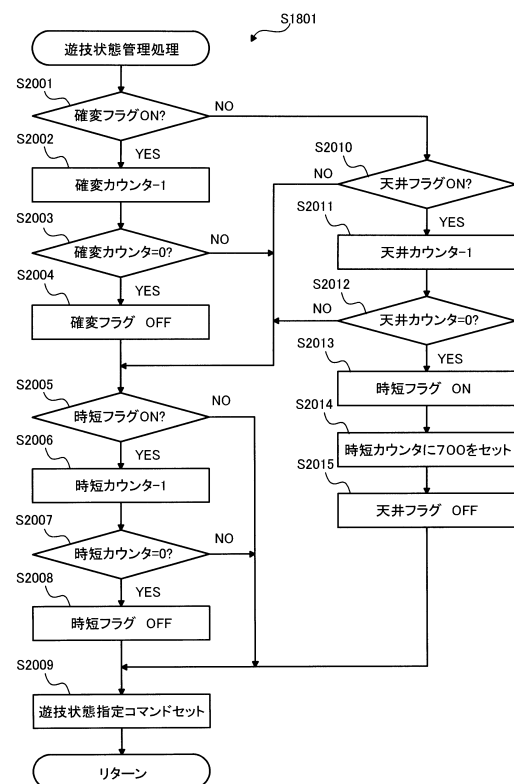 S1801
遊技状態管理処理
S2001
確変フラグON?
NO
YES
S2002
確変カウンタ-1
S2003
確変カウンタ=0?
NO
YES
S2004
確変フラグ OFF
S2010
天井フラグON?
NO
YES
S2011
天井カウンタ-1
S2012
天井カウンタ=0?
NO
YES
S2013
時短フラグ ON
S2014
時短カウンタに700をセット
S2015
天井フラグ OFF
S2005
時短フラグON?
NO
YES
S2006
時短カウンタ-1
S2007
時短カウンタ=0?
NO
YES
S2008
時短フラグ OFF
S2009
遊技状態指定コマンドセット
リターン